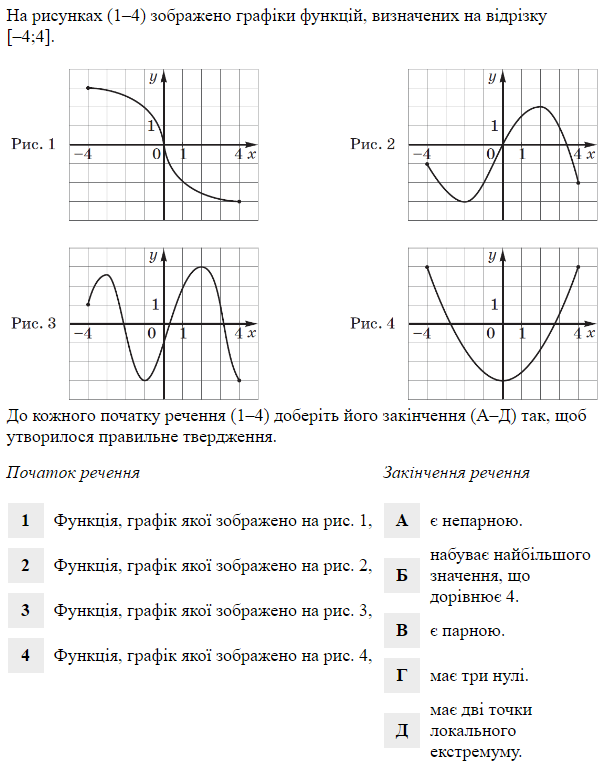 На рисунках (1–4) зображено графіки функцій, визначених на відрізку
[–4;4].
Рис. 1
y
1
−4
0
1
4
x
Рис. 2
y
1
−4
0
1
4
x
Рис. 3
y
1
−4
0
1
4
x
Рис. 4
y
1
−4
0
1
4
x
До кожного початку речення (1–4) доберіть його закінчення (А–Д) так, щоб
утворилося правильне твердження.
Початок речення
Закінчення речення
1 Функція, графік якої зображено на рис. 1,
2 Функція, графік якої зображено на рис. 2,
3 Функція, графік якої зображено на рис. 3,
4 Функція, графік якої зображено на рис. 4,
А є непарною.
Б набуває найбільшого
значення, що
дорівнює 4.
В є парною.
Г має три нулі.
Д має дві точки
локального
екстремуму.